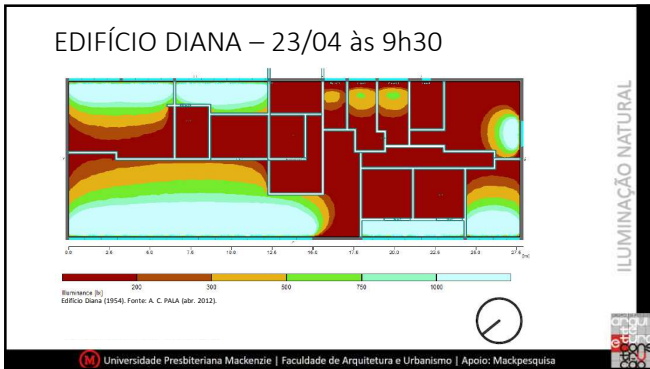 EDIFÍCIO DIANA – 23/04 às 9h30
ILUMINAÇÃO NATURAL
0.0 2.5 5.0 7.5 10.0 12.5 15.0 17.5 20.0 22.5 25.0 27.5 [m]
200 300 500 750 1000
Illuminance [lx]
Edifício Diana (1954). Fonte: A. C. PALA (abr. 2012).
M Universidade Presbiteriana Mackenzie | Faculdade de Arquitetura e Urbanismo | Apoio: Mackpesquisa